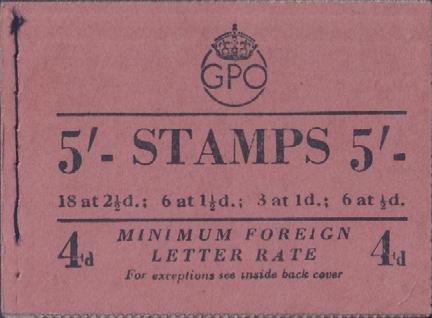 GPO
5/- STAMPS 5/-
18 at 2½d.; 6 at 1½d.; 3 at 1d.; 6 at ½d.
4d MINIMUM FOREIGN 4d
LETTER RATE
For exceptions see inside back cover